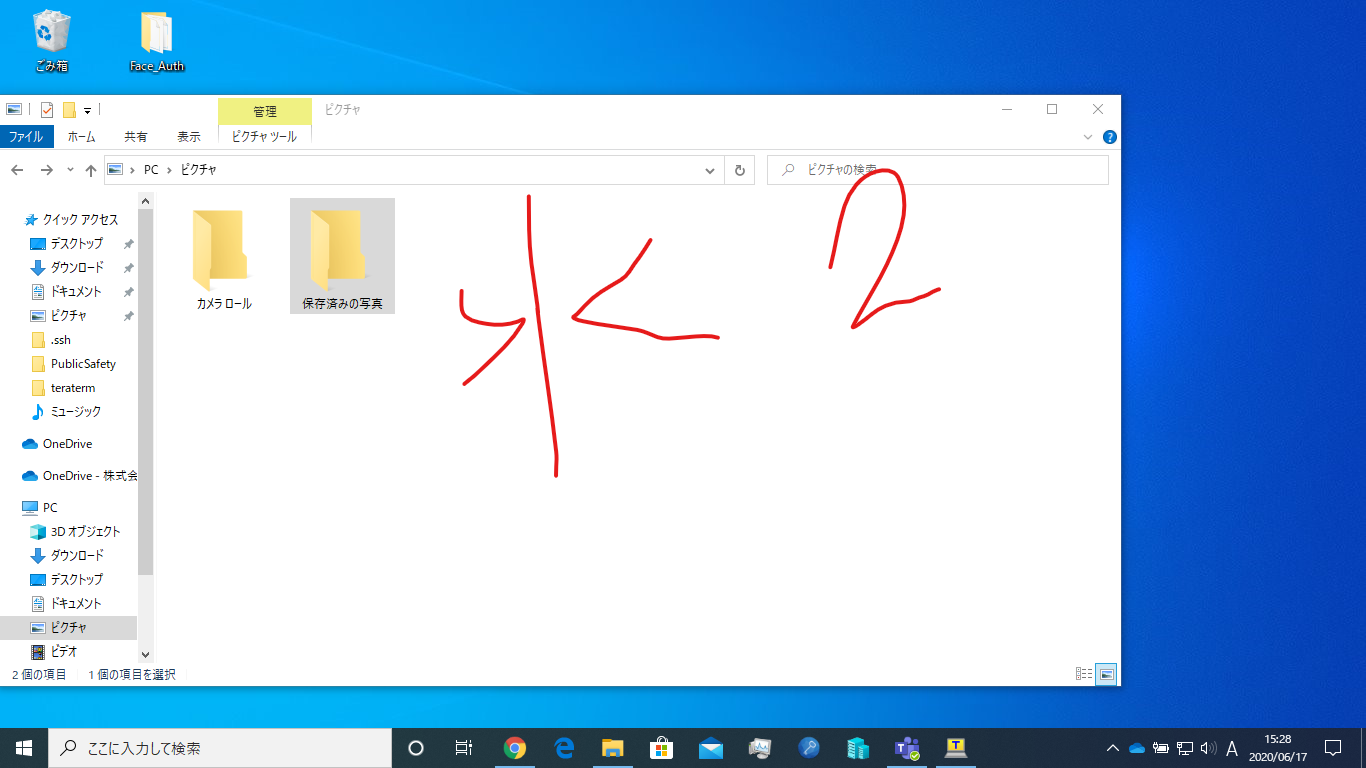 ごみ箱
Face_Auth
管理
ピクチャ
ファイル
ホーム
共有
表示
ピクチャ ツール
PC
ピクチャ
ピクチャの検索
クイック アクセス
デスクトップ
ダウンロード
ドキュメント
ピクチャ
.ssh
PublicSafety
teraterm
ミュージック
OneDrive
OneDrive - 株式会
PC
3D オブジェクト
ダウンロード
デスクトップ
ドキュメント
ピクチャ
ビデオ
カメラ ロール
保存済みの写真
2
2 個の項目
1 個の項目を選択
ここに入力して検索
A
15:28
2020/06/17